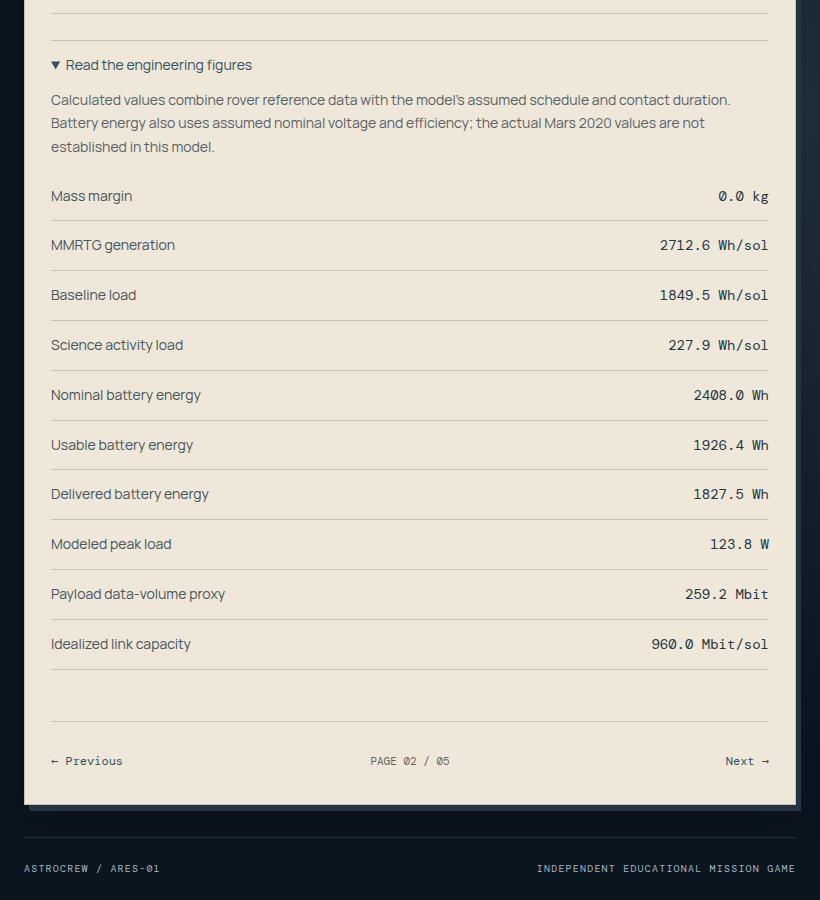 ▼ Read the engineering figures
Calculated values combine rover reference data with the model's assumed schedule and contact duration.
Battery energy also uses assumed nominal voltage and efficiency; the actual Mars 2020 values are not
established in this model.
Mass margin 0.0 kg
MMRTG generation 2712.6 Wh/sol
Baseline load 1849.5 Wh/sol
Science activity load 227.9 Wh/sol
Nominal battery energy 2408.0 Wh
Usable battery energy 1926.4 Wh
Delivered battery energy 1827.5 Wh
Modeled peak load 123.8 W
Payload data-volume proxy 259.2 Mbit
Idealized link capacity 960.0 Mbit/sol
← Previous PAGE 02 / 05 Next →
ASTROCREW / ARES-01 INDEPENDENT EDUCATIONAL MISSION GAME